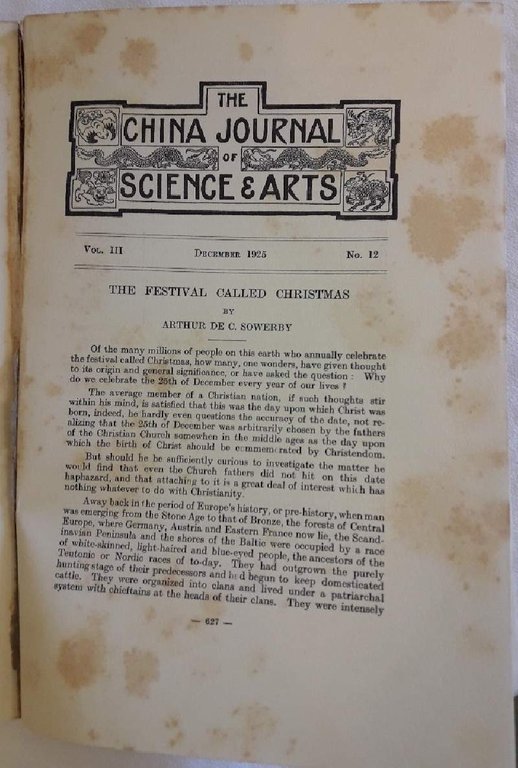 THE
CHINA JOURNAL
OF
SCIENCE & ARTS
VOL. III
DECEMBER 1925
No. 12
THE FESTIVAL CALLED CHRISTMAS
BY
ARTHUR DE C. SOWERBY
Of the many millions of people on this earth who annually celebrate
the festival called Christmas, how many, one wonders, have given thought
to its origin and general significance, or have asked the question : Why
do we celebrate the 25th of December every year of our lives ?
The average member of a Christian nation, if such thoughts stir
within his mind, is satisfied that this was the day upon which Christ was
born, indeed, he hardly even questions the accuracy of the date, not re-
alizing that the 25th of December was arbitrarily chosen by the fathers
of the Christian Church somewhen in the middle ages as the day upon
which the birth of Christ should be commemorated by Christendom.
But should he be sufficiently curious to investigate the matter he
would find that even the Church fathers did not hit on this date
haphazard, and that attaching to it is a great deal of interest which has
nothing whatever to do with Christianity.
Away back in the period of Europe's history, or pre-history, when man
was emerging from the Stone Age to that of Bronze, the forests of Central
Europe, where Germany, Austria and Eastern France now lie, the Scand-
inavian Peninsula and the shores of the Baltic were occupied by a race
of white-skinned, light-haired and blue-eyed people, the ancestors of the
Teutonic or Nordic races of to-day. They had outgrown the purely
hunting stage of their predecessors and had begun to keep domesticated
cattle. They were organized into clans and lived under a patriarchal
system with chieftains at the heads of their clans. They were intensely
— 627 —